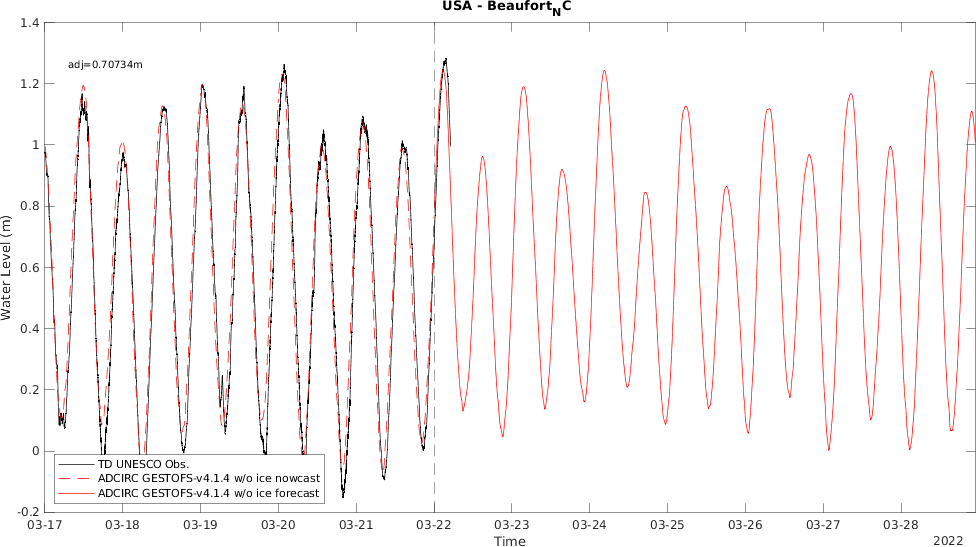 USA - BeaufortNC
adj=0.70734m
1.4
1.2
1
0.8
0.6
0.4
0.2
0
-0.2
Water Level (m)
TD UNESCO Obs.
ADCIRC GESTOFS-v4.1.4 w/o ice nowcast
ADCIRC GESTOFS-v4.1.4 w/o ice forecast
03-17 03-18 03-19 03-20 03-21 03-22 03-23 03-24 03-25 03-26 03-27 03-28
Time
2022